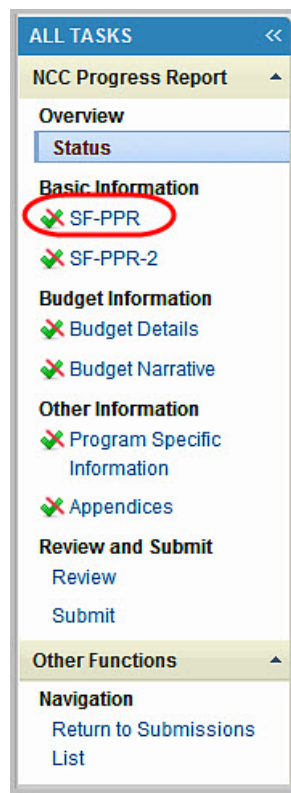 ALL TASKS
NCC Progress Report
Overview
Status
Basic Information
SF-PPR
SF-PPR-2
Budget Information
Budget Details
Budget Narrative
Other Information
Program Specific
Information
Appendices
Review and Submit
Review
Submit
Other Functions
Navigation
Return to Submissions
List